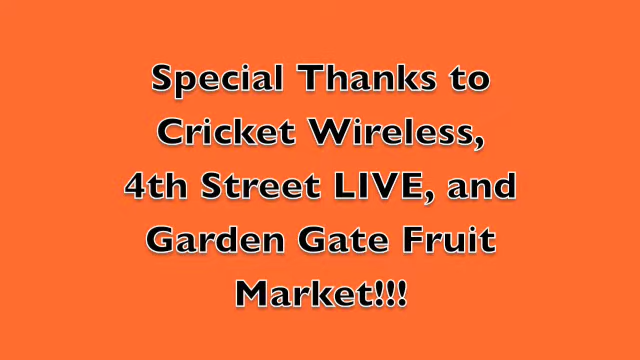 Special Thanks to
Cricket Wireless,
4th Street LIVE, and
Garden Gate Fruit
Market!!!